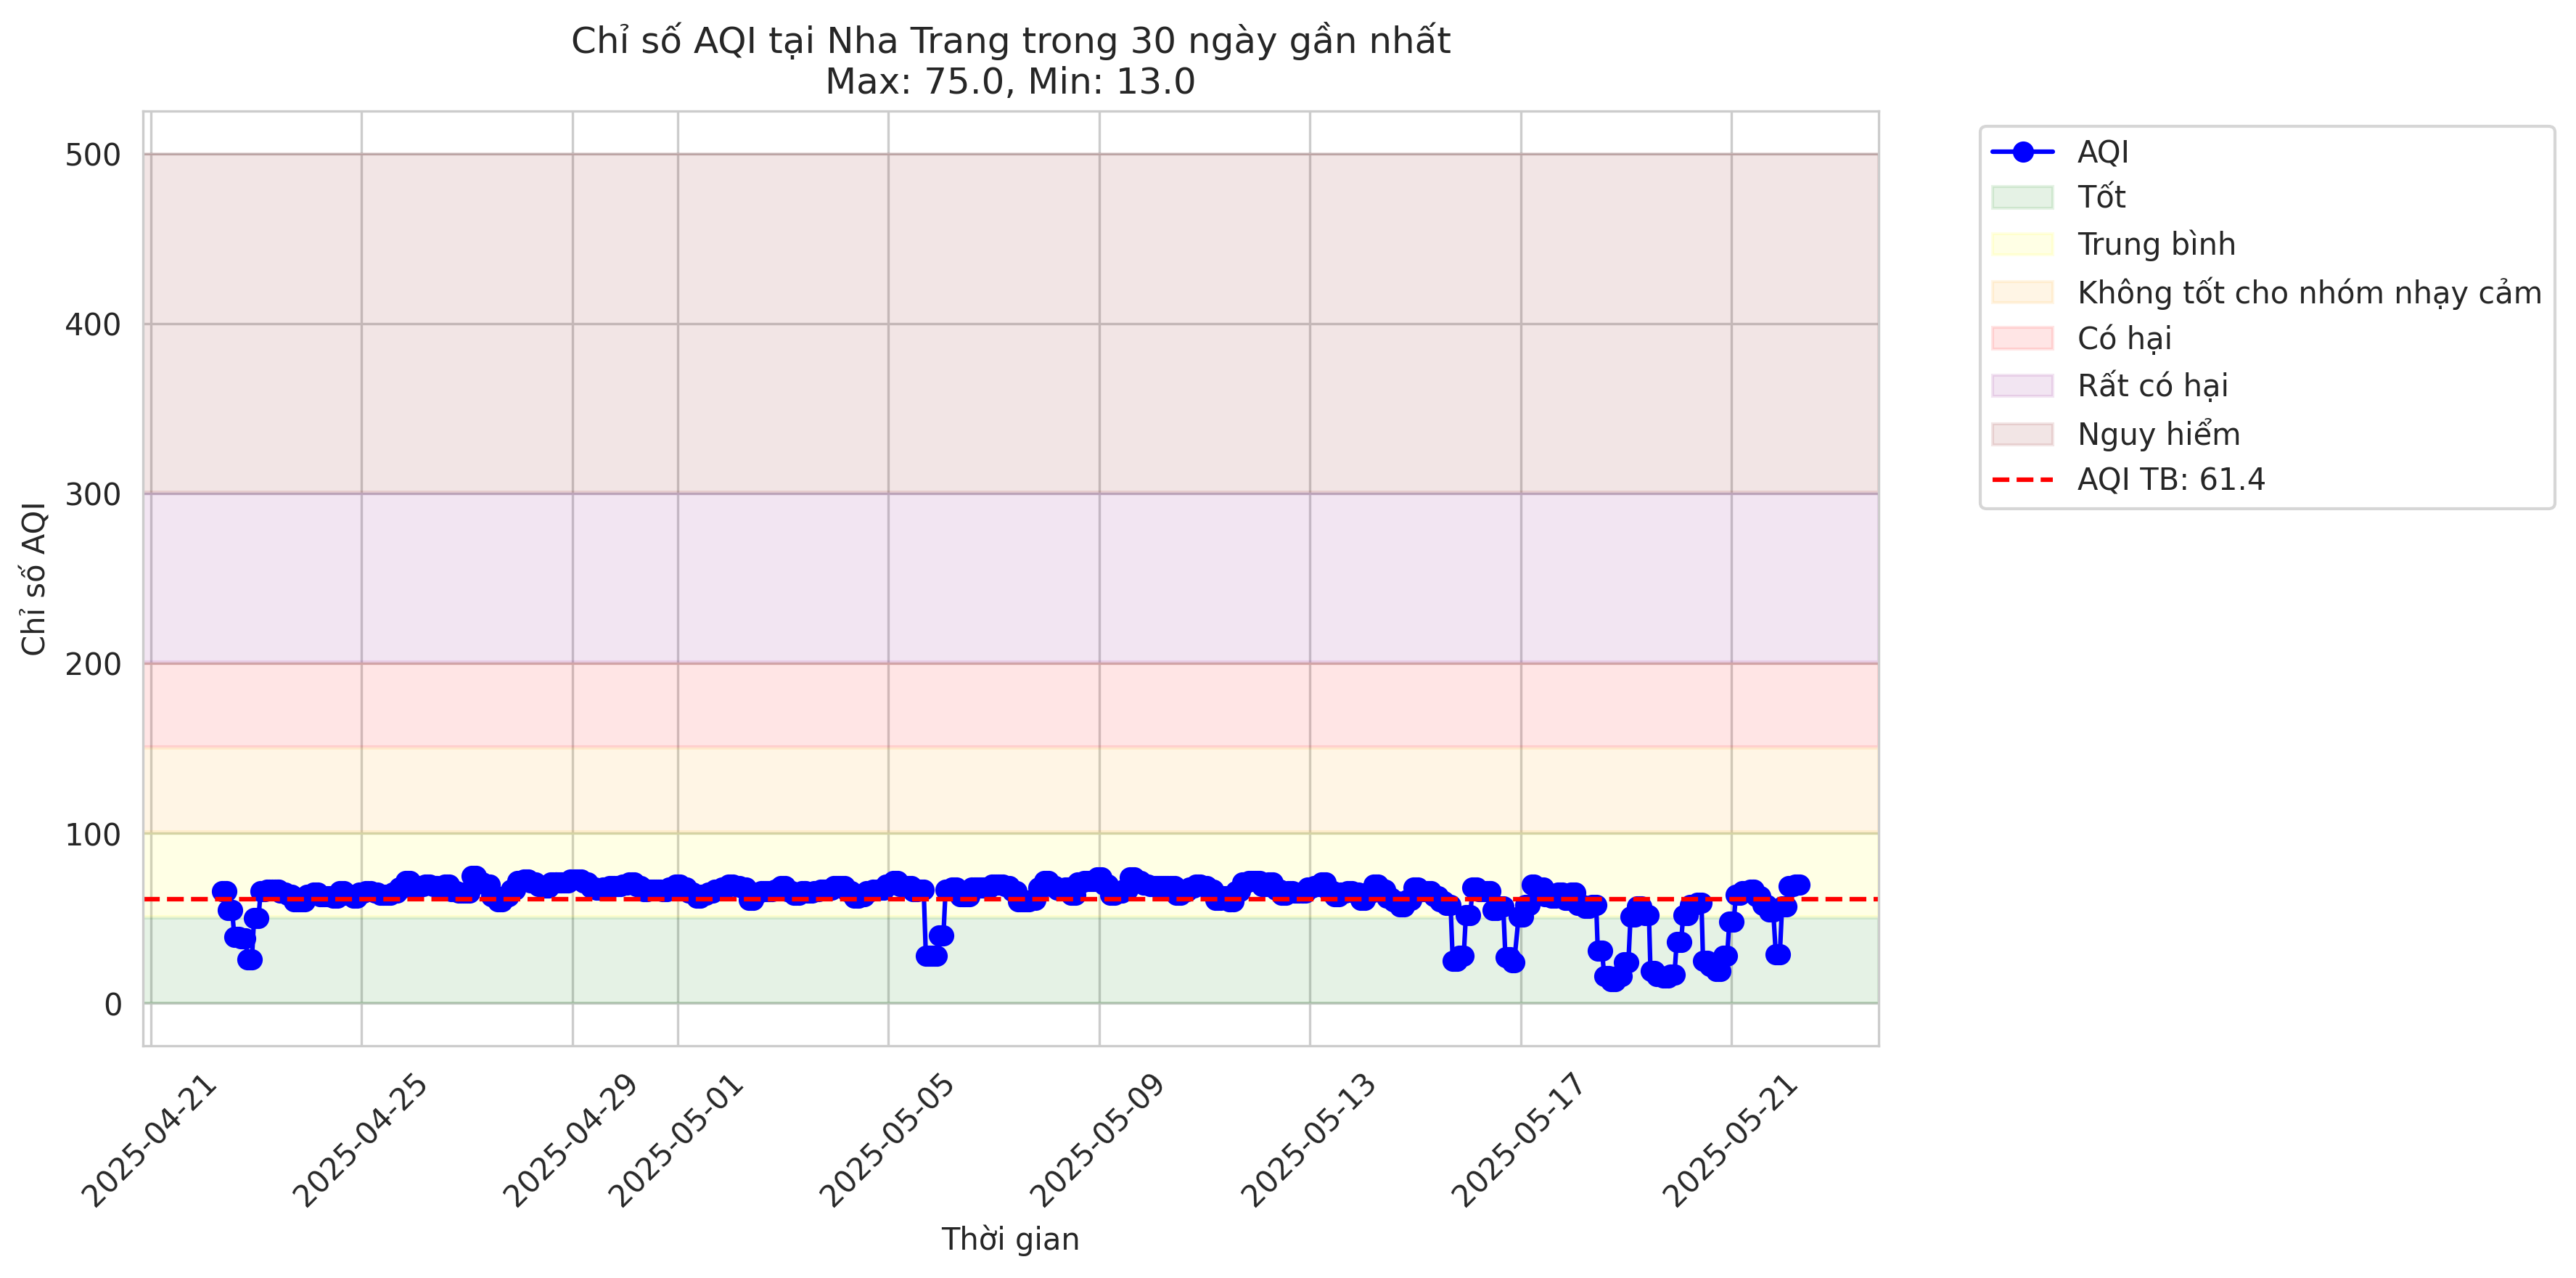 Chỉ số AQI tại Nha Trang trong 30 ngày gần nhất
Max: 75.0, Min: 13.0
Chỉ số AQI
500
400
300
200
100
0
2025-04-21
2025-04-25
2025-04-29
2025-05-01
2025-05-05
2025-05-09
2025-05-13
2025-05-17
2025-05-21
Thời gian
AQI
Tốt
Trung bình
Không tốt cho nhóm nhạy cảm
Có hại
Rất có hại
Nguy hiểm
AQI TB: 61.4